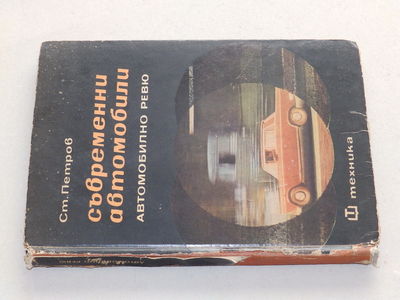 Ст. Петров
съвременни
автомобили
АВТОМОБИЛНО РЕВЮ
техника